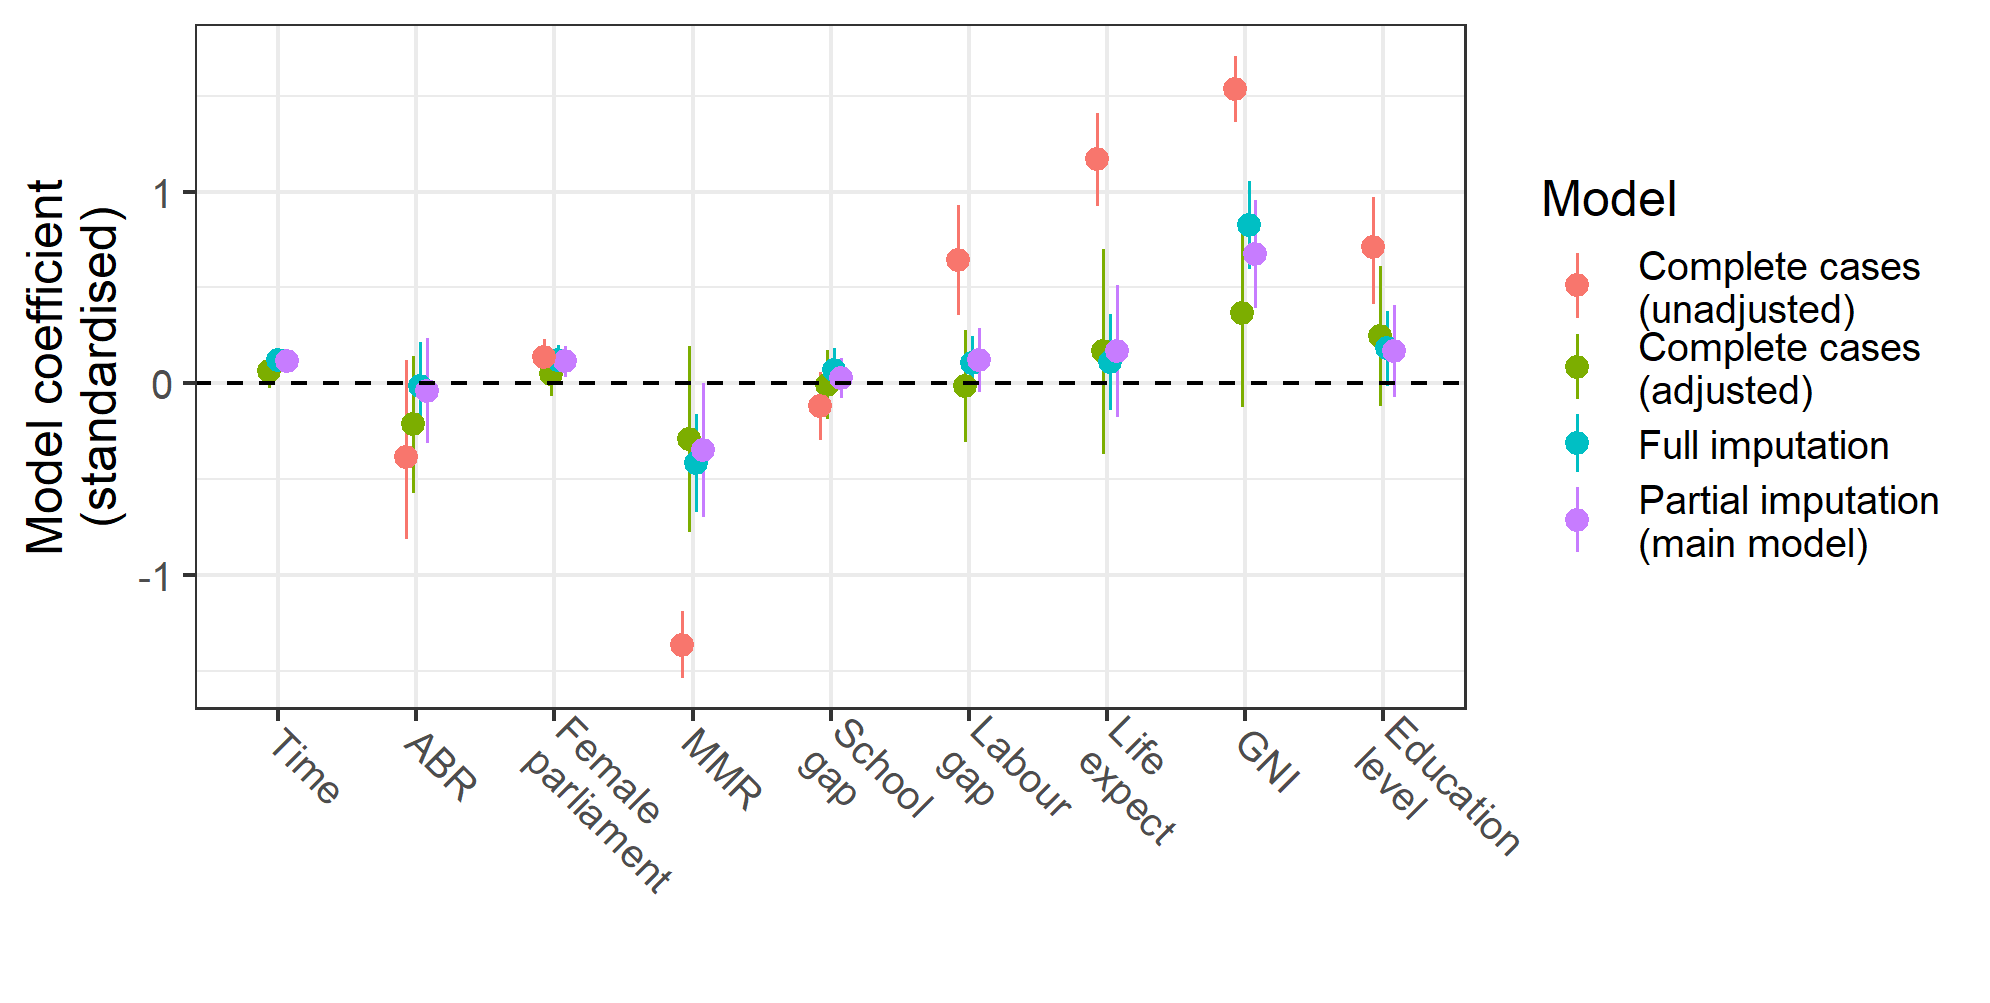 Model coefficient
(standardised)
1
0
-1
Time
ABR
Female
parliament
MMR
School
gap
Labour
gap
Life
expect
GNI
Education
level
Model
Complete cases
(unadjusted)
Complete cases
(adjusted)
Full imputation
Partial imputation
(main model)